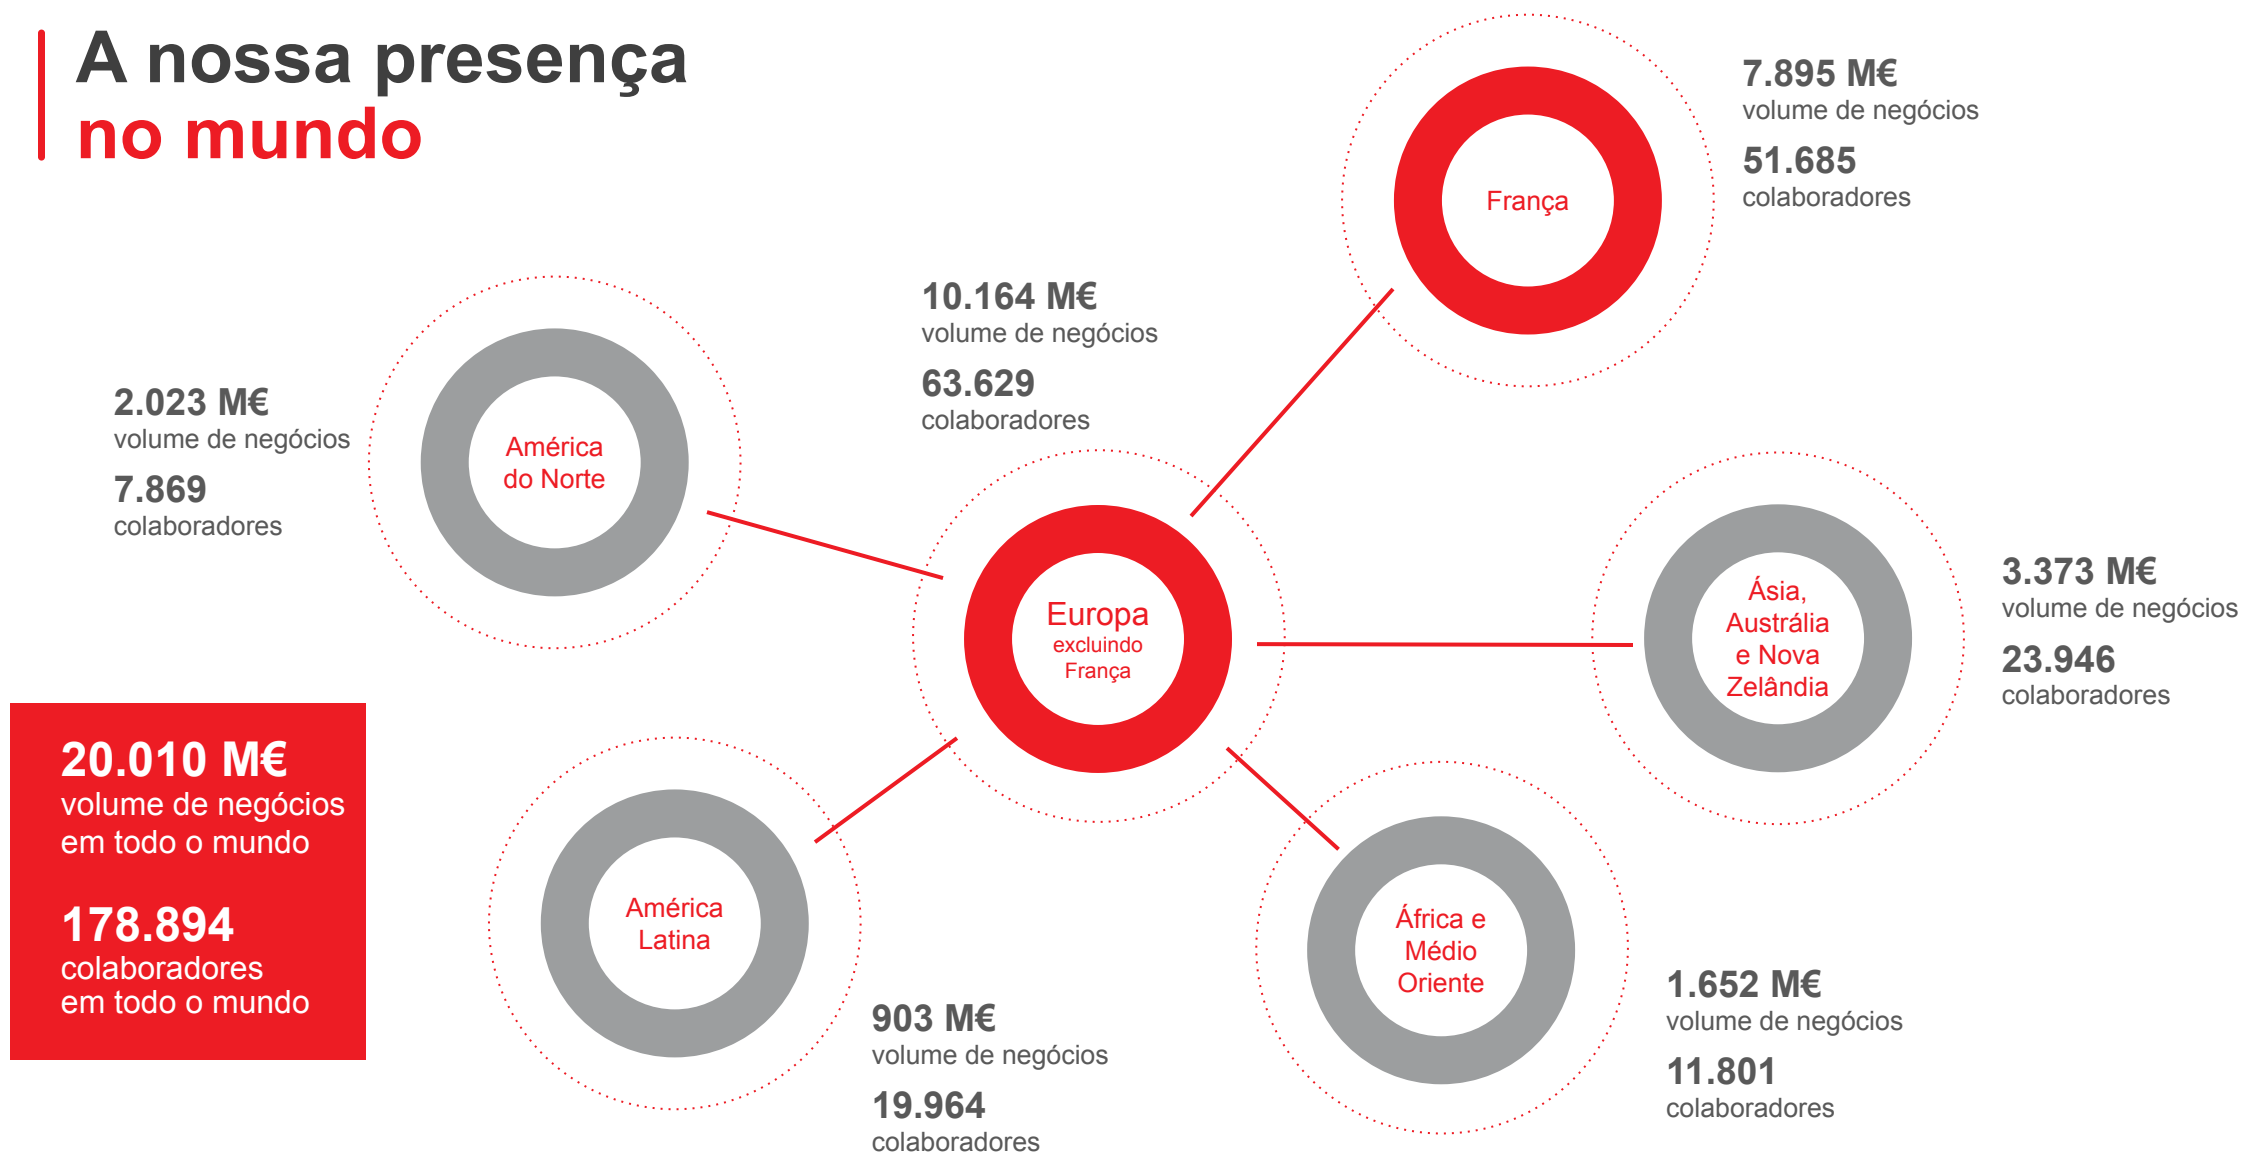 A nossa presença
no mundo
7.895 M€
volume de negócios
51.685
colaboradores
França
10.164 M€
volume de negócios
63.629
colaboradores
2.023 M€
volume de negócios
7.869
colaboradores
América
do Norte
Europa
excluindo
França
Ásia,
Austrália
e Nova
Zelândia
3.373 M€
volume de negócios
23.946
colaboradores
20.010 M€
volume de negócios
em todo o mundo
178.894
colaboradores
em todo o mundo
América
Latina
903 M€
volume de negócios
19.964
colaboradores
África e
Médio
Oriente
1.652 M€
volume de negócios
11.801
colaboradores